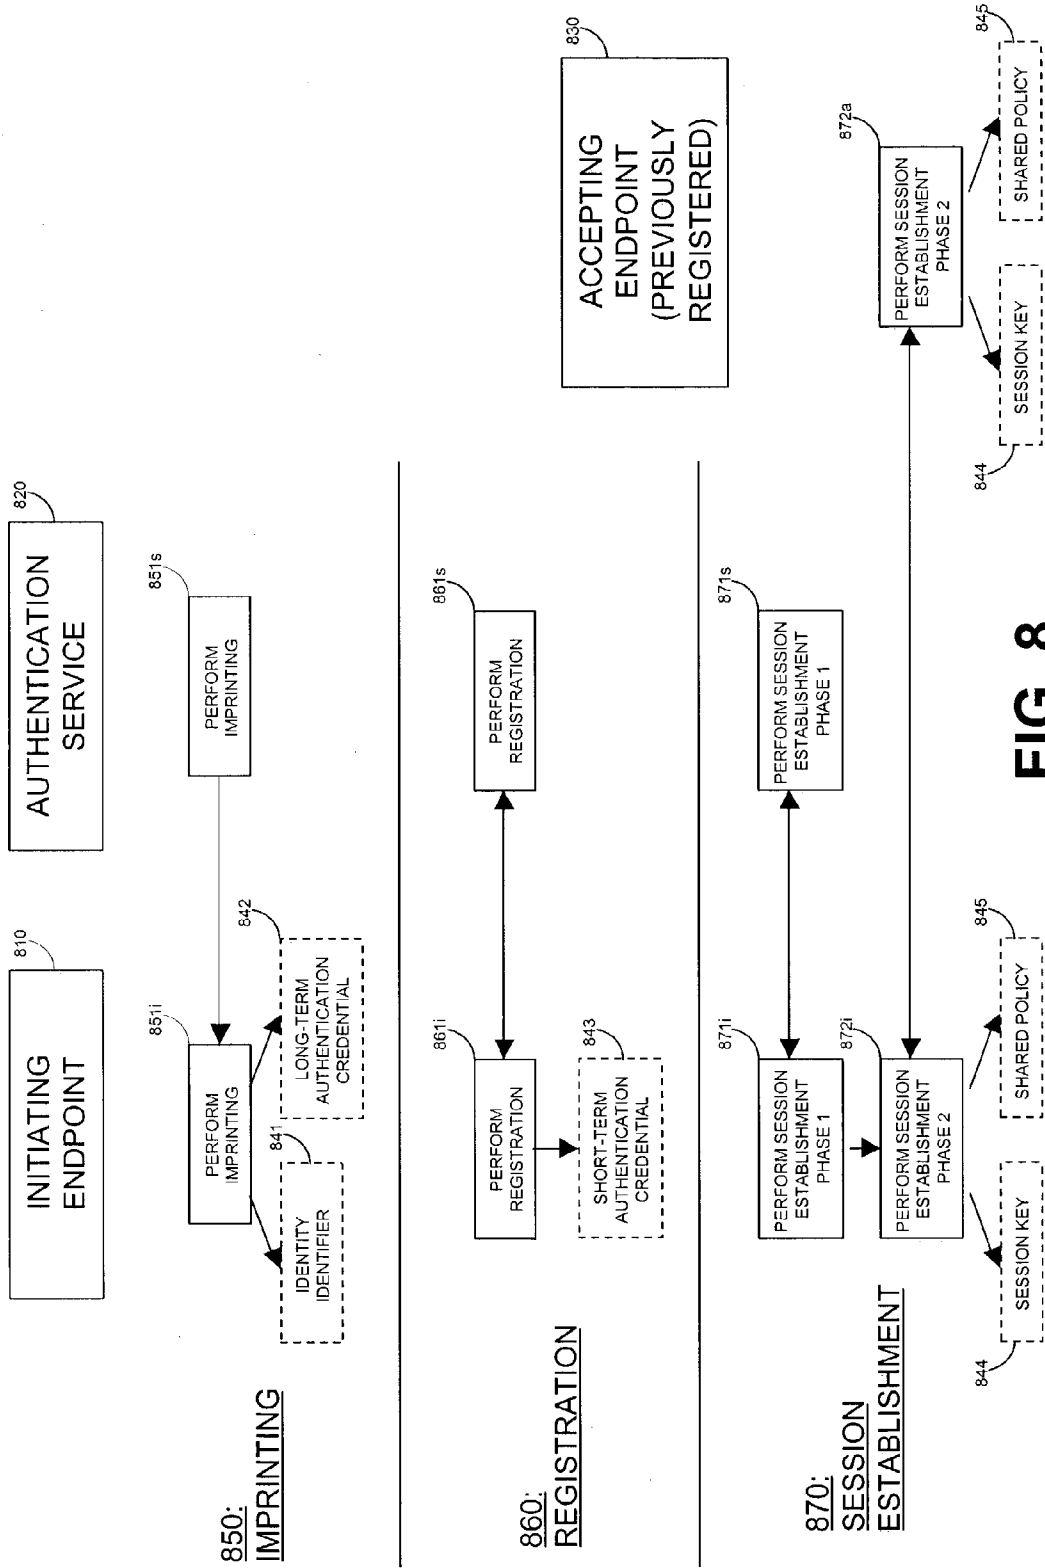 810
INITIATING
ENDPOINT
820
AUTHENTICATION
SERVICE
850:
IMPRINTING
851i
PERFORM
IMPRINTING
851s
PERFORM
IMPRINTING
841
IDENTITY
IDENTIFIER
842
LONG-TERM
AUTHENTICATION
CREDENTIAL
860:
REGISTRATION
861i
PERFORM
REGISTRATION
861s
PERFORM
REGISTRATION
843
SHORT-TERM
AUTHENTICATION
CREDENTIAL
830
ACCEPTING
ENDPOINT
(PREVIOUSLY
REGISTERED)
870:
SESSION
ESTABLISHMENT
871i
PERFORM SESSION
ESTABLISHMENT
PHASE 1
871s
PERFORM SESSION
ESTABLISHMENT
PHASE 1
872i
PERFORM SESSION
ESTABLISHMENT
PHASE 2
872a
PERFORM SESSION
ESTABLISHMENT
PHASE 2
844
SESSION KEY
845
SHARED POLICY
844
SESSION KEY
845
SHARED POLICY
FIG 8